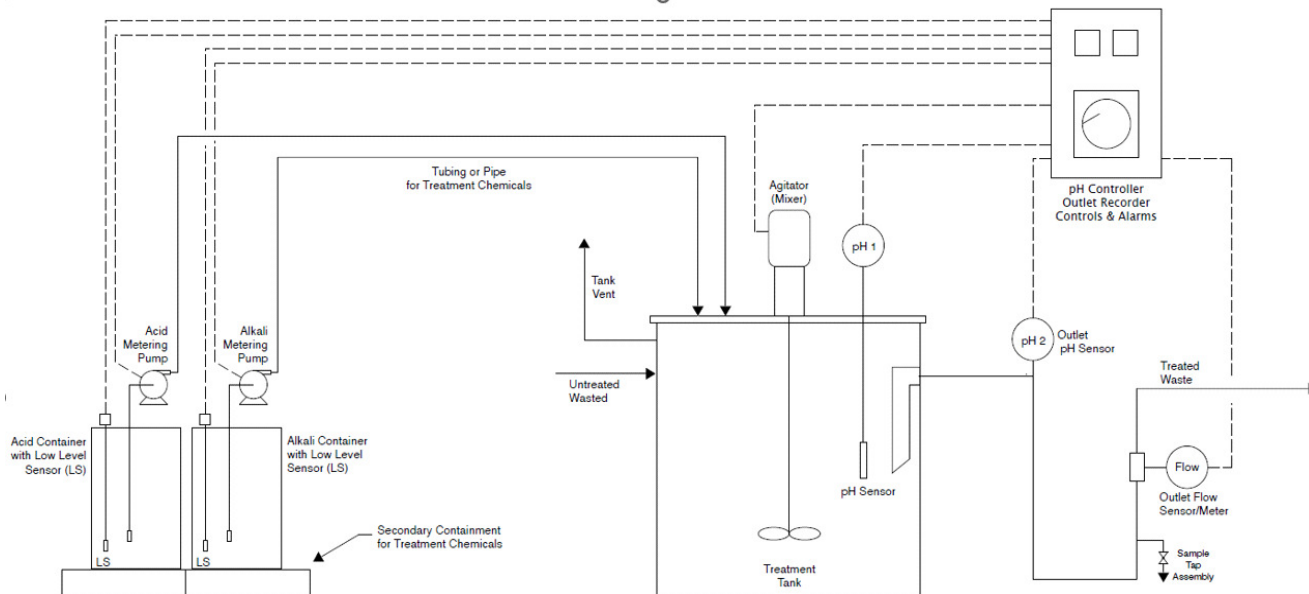 pH Controller
Outlet Recorder
Controls & Alarms
Tubing or Pipe
for Treatment Chemicals
Agitator
(Mixer)
pH 1
Tank
Vent
Acid
Metering
Pump
Alkali
Metering
Pump
pH 2
Outlet
pH Sensor
Untreated
Wasted
Treated
Waste
Acid Container
with Low Level
Sensor (LS)
Alkali Container
with Low Level
Sensor (LS)
Flow
pH Sensor
Outlet Flow
Sensor/Meter
Secondary Containment
for Treatment Chemicals
LS
LS
Treatment
Tank
Sample
Tap
Assembly